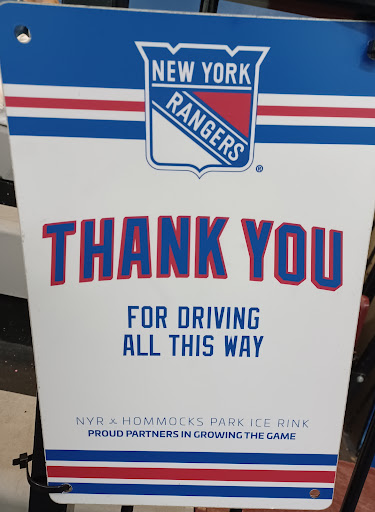 NEW YORK
RANGERS
®
THANK YOU
FOR DRIVING
ALL THIS WAY
NYR x HOMMOCKS PARK ICE RINK
PROUD PARTNERS IN GROWING THE GAME